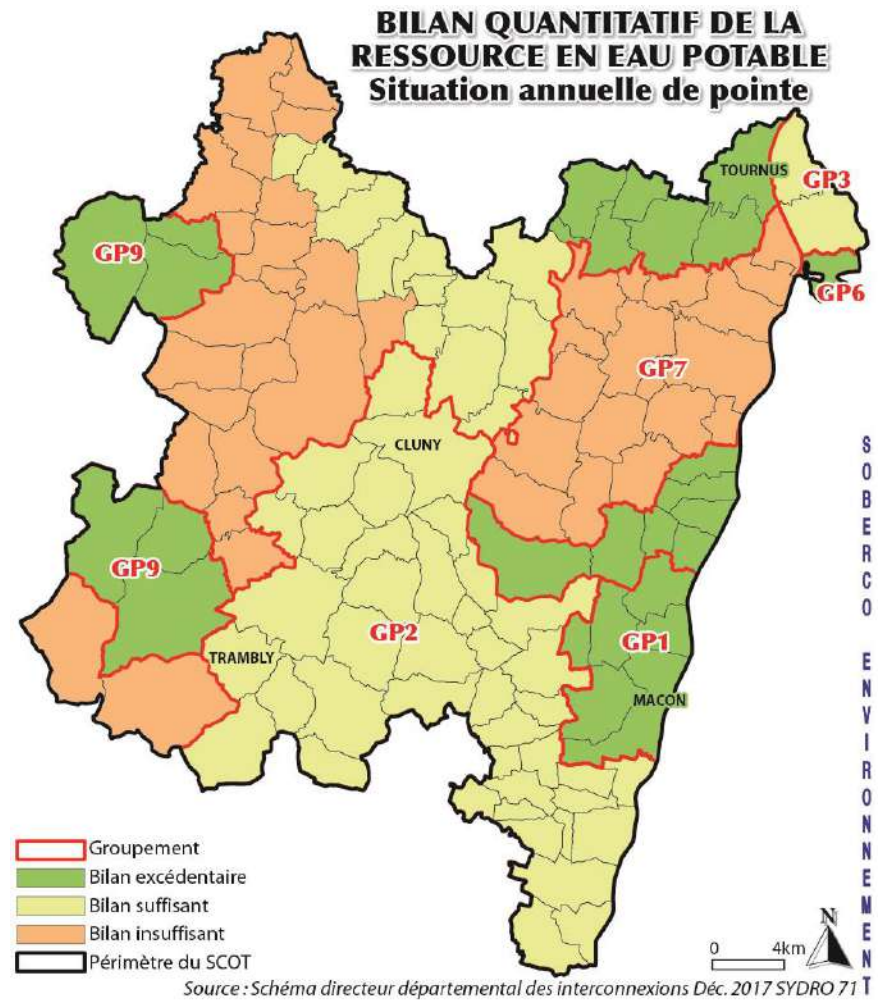 BILAN QUANTITATIF DE LA
RESSOURCE EN EAU POTABLE
Situation annuelle de pointe
TOURNUS
GP3
GP9
GP6
GP7
CLUNY
GP9
GP2
GP1
TRAMBLY
MACON
SOBERCO ENVIRONNEMENT
Groupement
Bilan excédentaire
Bilan suffisant
Bilan insuffisant
Périmètre du SCOT
N
0 4km
Source : Schéma directeur départemental des interconnexions Déc. 2017 SYDRO 71